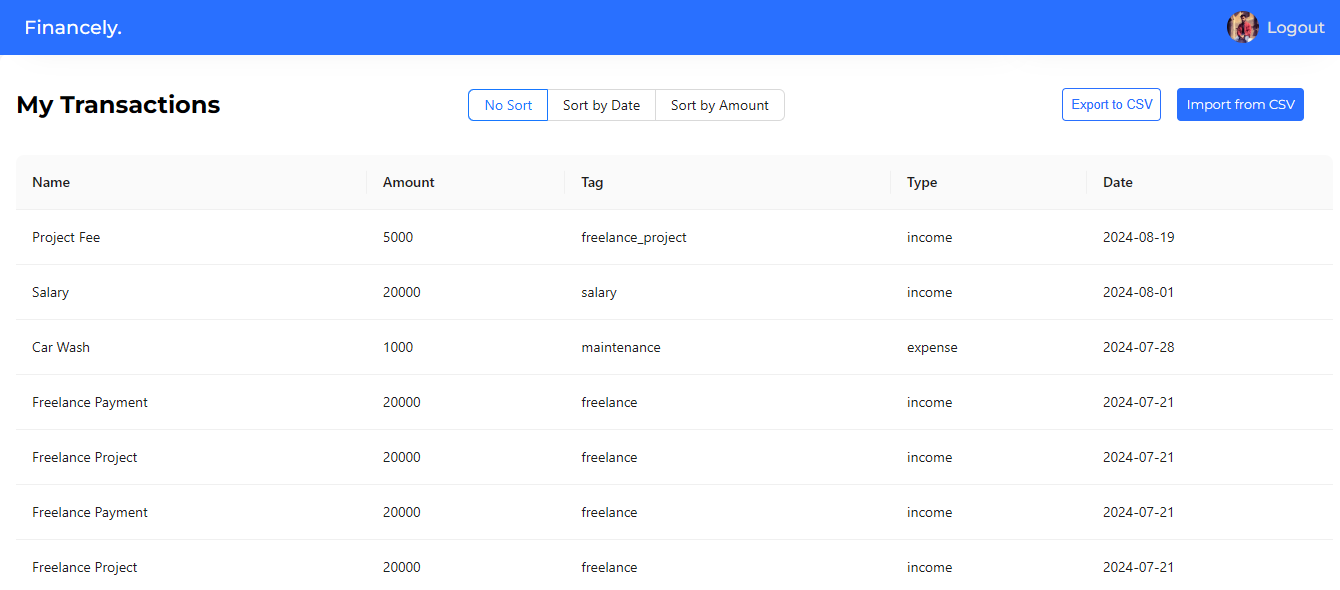 Financely. Logout
My Transactions No Sort Sort by Date Sort by Amount Export to CSV Import from CSV
Name Amount Tag Type Date
Project Fee 5000 freelance_project income 2024-08-19
Salary 20000 salary income 2024-08-01
Car Wash 1000 maintenance expense 2024-07-28
Freelance Payment 20000 freelance income 2024-07-21
Freelance Project 20000 freelance income 2024-07-21
Freelance Payment 20000 freelance income 2024-07-21
Freelance Project 20000 freelance income 2024-07-21